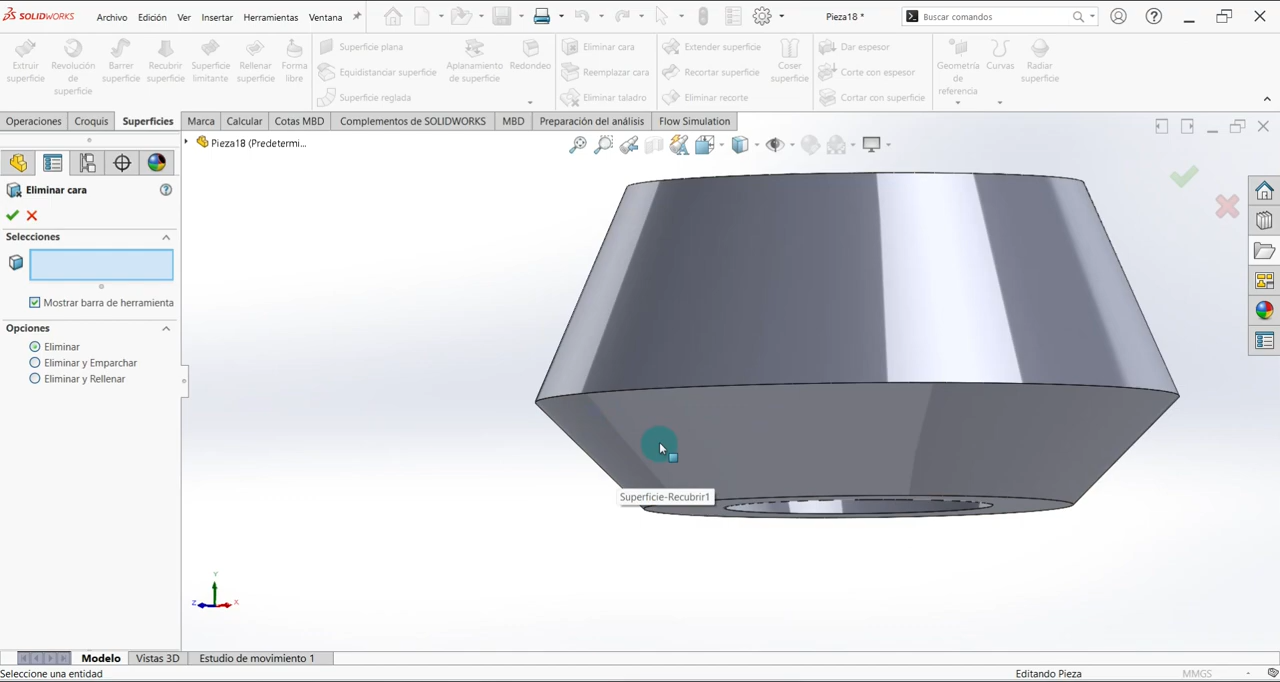 SOLIDWORKS
Archivo Edición Ver Insertar Herramientas Ventana
Pieza18 *
Buscar comandos
Extruir superficie
Revolución de superficie
Barrer superficie
Recubrir superficie
Superficie limitante
Rellenar superficie
Forma libre
Superficie plana
Equidistanciar superficie
Superficie reglada
Aplanamiento de superficie
Redondeo
Eliminar cara
Reemplazar cara
Eliminar taladro
Extender superficie
Recortar superficie
Eliminar recorte
Coser superficie
Dar espesor
Corte con espesor
Cortar con superficie
Geometría de referencia
Curvas
Radiar superficie
Operaciones Croquis Superficies Marca Calcular Cotas MBD Complementos de SOLIDWORKS MBD Preparación del análisis Flow Simulation
Pieza18 (Predetermi...
Eliminar cara
Selecciones
Mostrar barra de herramienta
Opciones
Eliminar
Eliminar y Emparchar
Eliminar y Rellenar
Superficie-Recubrir1
Y
Z
X
Modelo Vistas 3D Estudio de movimiento 1
Seleccione una entidad
Editando Pieza
MMGS